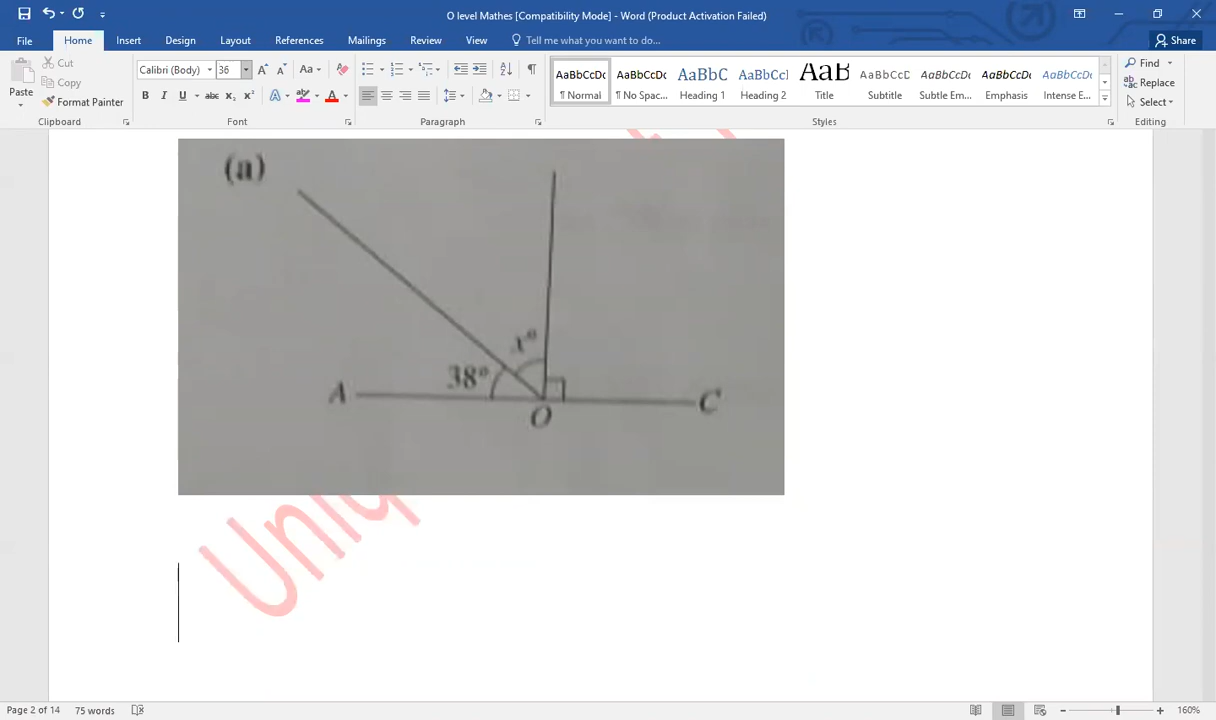 O level Mathes [Compatibility Mode] - Word (Product Activation Failed)
File Home Insert Design Layout References Mailings Review View Tell me what you want to do... Share
Paste
Cut
Copy
Format Painter
Clipboard
Calibri (Body) 36
Font
Paragraph
AaBbCcDc AaBbCcDc AaBbC AaBbCcI AaB AaBbCcD AaBbCcDc AaBbCcDc AaBbCcDc
¶ Normal ¶ No Spac... Heading 1 Heading 2 Title Subtitle Subtle Em... Emphasis Intense E...
Styles
Find
Replace
Select
Editing
(a)
x°
38°
A
O
C
Page 2 of 14 75 words
160%